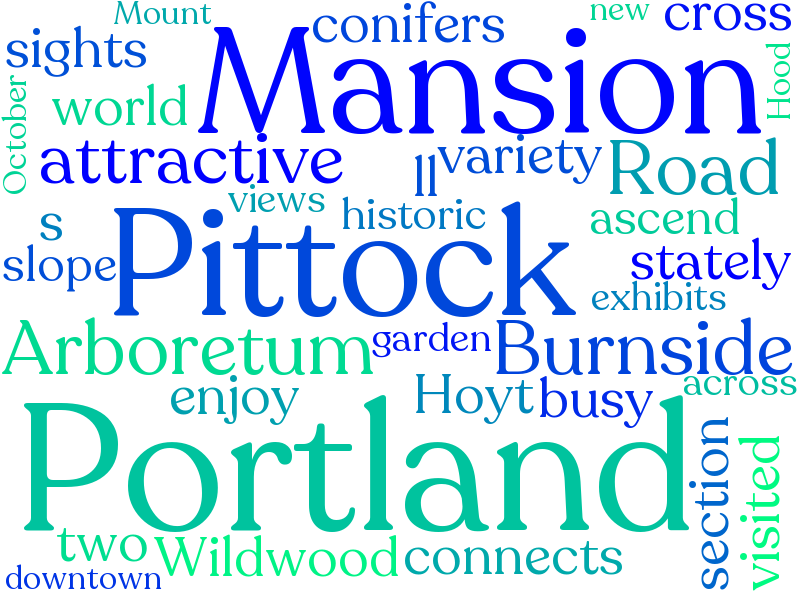 Mount
conifers
new
cross
sights
Mansion
Hood
October
world
attractive
ll
variety
Road
views
historic
s
Pittock
ascend
slope
stately
exhibits
Arboretum
garden
Burnside
enjoy
Hoyt
busy
across
Portland
section
visited
two
Wildwood
connects
downtown